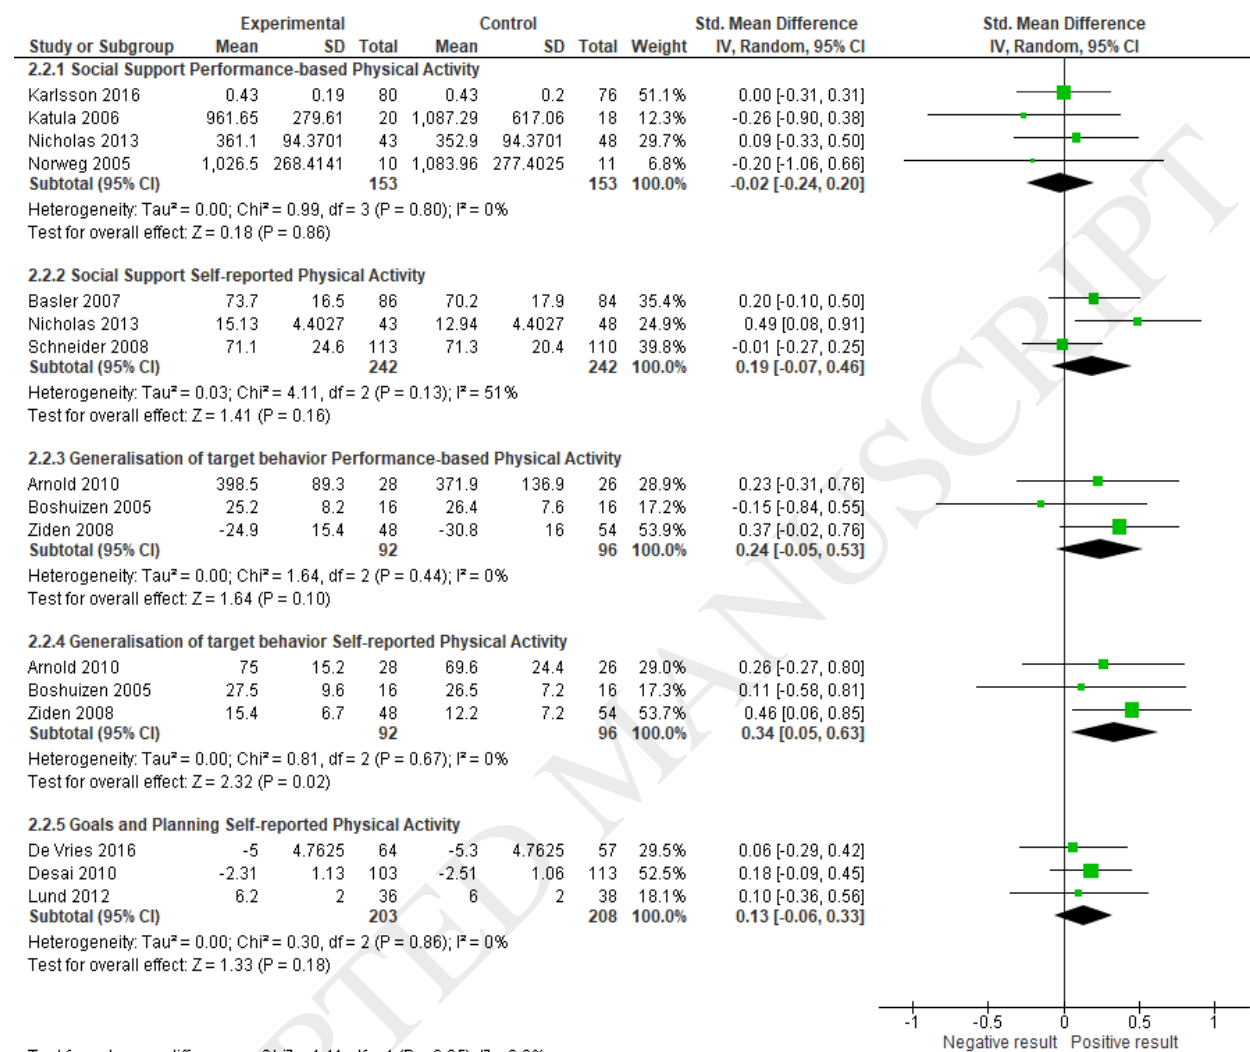 Experimental Control Std. Mean Difference Std. Mean Difference
Study or Subgroup Mean SD Total Mean SD Total Weight IV, Random, 95% CI IV, Random, 95% CI
2.2.1 Social Support Performance-based Physical Activity
Karlsson 2016 0.43 0.19 80 0.43 0.2 76 51.1% 0.00 [-0.31, 0.31]
Katula 2006 961.65 279.61 20 1,087.29 617.06 18 12.3% -0.26 [-0.90, 0.38]
Nicholas 2013 361.1 94.3701 43 352.9 94.3701 48 29.7% 0.09 [-0.33, 0.50]
Norweg 2005 1,026.5 268.4141 10 1,083.96 277.4025 11 6.8% -0.20 [-1.06, 0.66]
Subtotal (95% CI) 153 153 100.0% -0.02 [-0.24, 0.20]
Heterogeneity: Tau² = 0.00; Chi² = 0.99, df = 3 (P = 0.80); I² = 0%
Test for overall effect: Z = 0.18 (P = 0.86)
2.2.2 Social Support Self-reported Physical Activity
Basler 2007 73.7 16.5 86 70.2 17.9 84 35.4% 0.20 [-0.10, 0.50]
Nicholas 2013 15.13 4.4027 43 12.94 4.4027 48 24.9% 0.49 [0.08, 0.91]
Schneider 2008 71.1 24.6 113 71.3 20.4 110 39.8% -0.01 [-0.27, 0.25]
Subtotal (95% CI) 242 242 100.0% 0.19 [-0.07, 0.46]
Heterogeneity: Tau² = 0.03; Chi² = 4.11, df = 2 (P = 0.13); I² = 51%
Test for overall effect: Z = 1.41 (P = 0.16)
2.2.3 Generalisation of target behavior Performance-based Physical Activity
Arnold 2010 398.5 89.3 28 371.9 136.9 26 28.9% 0.23 [-0.31, 0.76]
Boshuizen 2005 25.2 8.2 16 26.4 7.6 16 17.2% -0.15 [-0.84, 0.55]
Ziden 2008 -24.9 15.4 48 -30.8 16 54 53.9% 0.37 [-0.02, 0.76]
Subtotal (95% CI) 92 96 100.0% 0.24 [-0.05, 0.53]
Heterogeneity: Tau² = 0.00; Chi² = 1.64, df = 2 (P = 0.44); I² = 0%
Test for overall effect: Z = 1.64 (P = 0.10)
2.2.4 Generalisation of target behavior Self-reported Physical Activity
Arnold 2010 75 15.2 28 69.6 24.4 26 29.0% 0.26 [-0.27, 0.80]
Boshuizen 2005 27.5 9.6 16 26.5 7.2 16 17.3% 0.11 [-0.58, 0.81]
Ziden 2008 15.4 6.7 48 12.2 7.2 54 53.7% 0.46 [0.06, 0.85]
Subtotal (95% CI) 92 96 100.0% 0.34 [0.05, 0.63]
Heterogeneity: Tau² = 0.00; Chi² = 0.81, df = 2 (P = 0.67); I² = 0%
Test for overall effect: Z = 2.32 (P = 0.02)
2.2.5 Goals and Planning Self-reported Physical Activity
De Vries 2016 -5 4.7625 64 -5.3 4.7625 57 29.5% 0.06 [-0.29, 0.42]
Desai 2010 -2.31 1.13 103 -2.51 1.06 113 52.5% 0.18 [-0.09, 0.45]
Lund 2012 6.2 2 36 6 2 38 18.1% 0.10 [-0.36, 0.56]
Subtotal (95% CI) 203 208 100.0% 0.13 [-0.06, 0.33]
Heterogeneity: Tau² = 0.00; Chi² = 0.30, df = 2 (P = 0.86); I² = 0%
Test for overall effect: Z = 1.33 (P = 0.18)
-1 -0.5 0 0.5 1
Negative result Positive result
PTED MANUSCRIPT